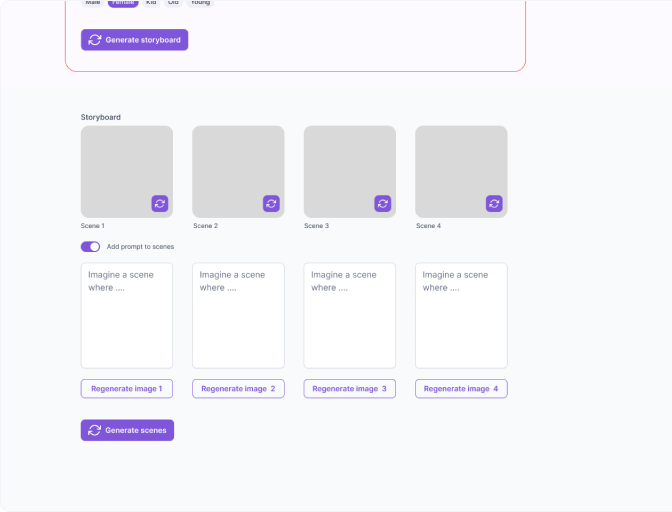 Male Female Kid Old Young
Generate storyboard
Storyboard
Scene 1 Scene 2 Scene 3 Scene 4
Add prompt to scenes
Imagine a scene
where ....
Imagine a scene
where ....
Imagine a scene
where ....
Imagine a scene
where ....
Regenerate image 1 Regenerate image 2 Regenerate image 3 Regenerate image 4
Generate scenes